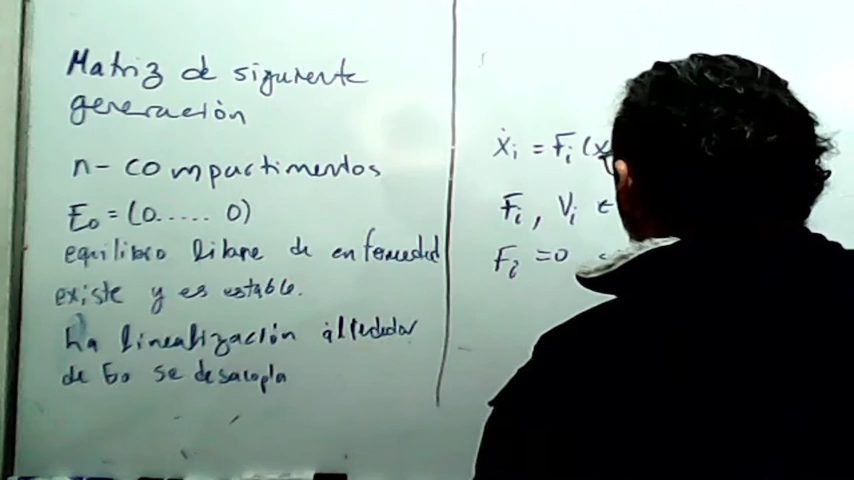 Matriz de siguiente
generación
n-compartimentos
E₀ = (0..... 0)
equilibrio libre de enfermedad
existe y es estable.
La linealización alrededor
de E₀ se desacopla
ẋᵢ = Fᵢ(x
Fᵢ, Vᵢ ∈
Fᵢ = 0